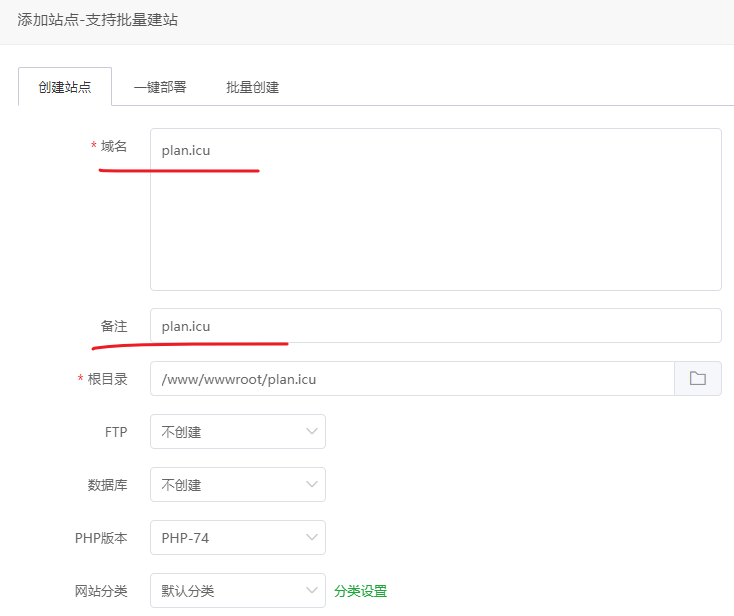 添加站点-支持批量建站
创建站点 一键部署 批量创建
* 域名 plan.icu
备注 plan.icu
* 根目录 /www/wwwroot/plan.icu
FTP 不创建
数据库 不创建
PHP版本 PHP-74
网站分类 默认分类 分类设置